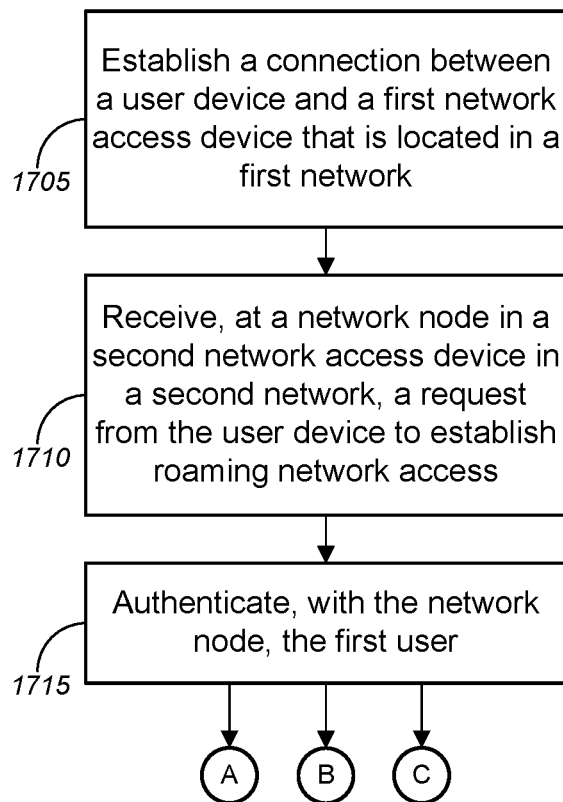 Establish a connection between
a user device and a first network
access device that is located in a
first network
1705
Receive, at a network node in a
second network access device in
a second network, a request
from the user device to establish
roaming network access
1710
Authenticate, with the network
node, the first user
1715
A B C